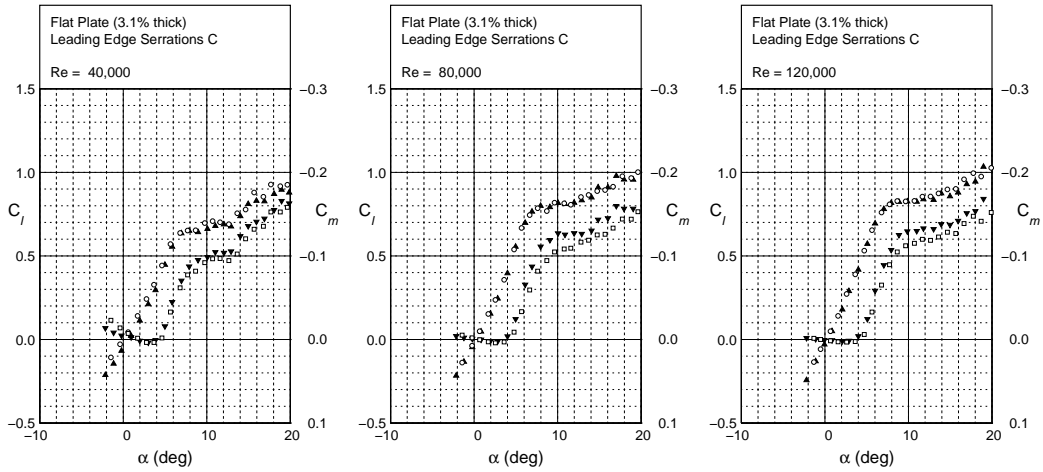 Flat Plate (3.1% thick)
Leading Edge Serrations C
Re = 40,000
1.5
1.0
C_l
0.5
0.0
−0.5
−10
0
10
20
α (deg)
−0.3
−0.2
C_m
−0.1
0.0
0.1
Flat Plate (3.1% thick)
Leading Edge Serrations C
Re = 80,000
1.5
1.0
C_l
0.5
0.0
−0.5
−10
0
10
20
α (deg)
−0.3
−0.2
C_m
−0.1
0.0
0.1
Flat Plate (3.1% thick)
Leading Edge Serrations C
Re = 120,000
1.5
1.0
C_l
0.5
0.0
−0.5
−10
0
10
20
α (deg)
−0.3
−0.2
C_m
−0.1
0.0
0.1